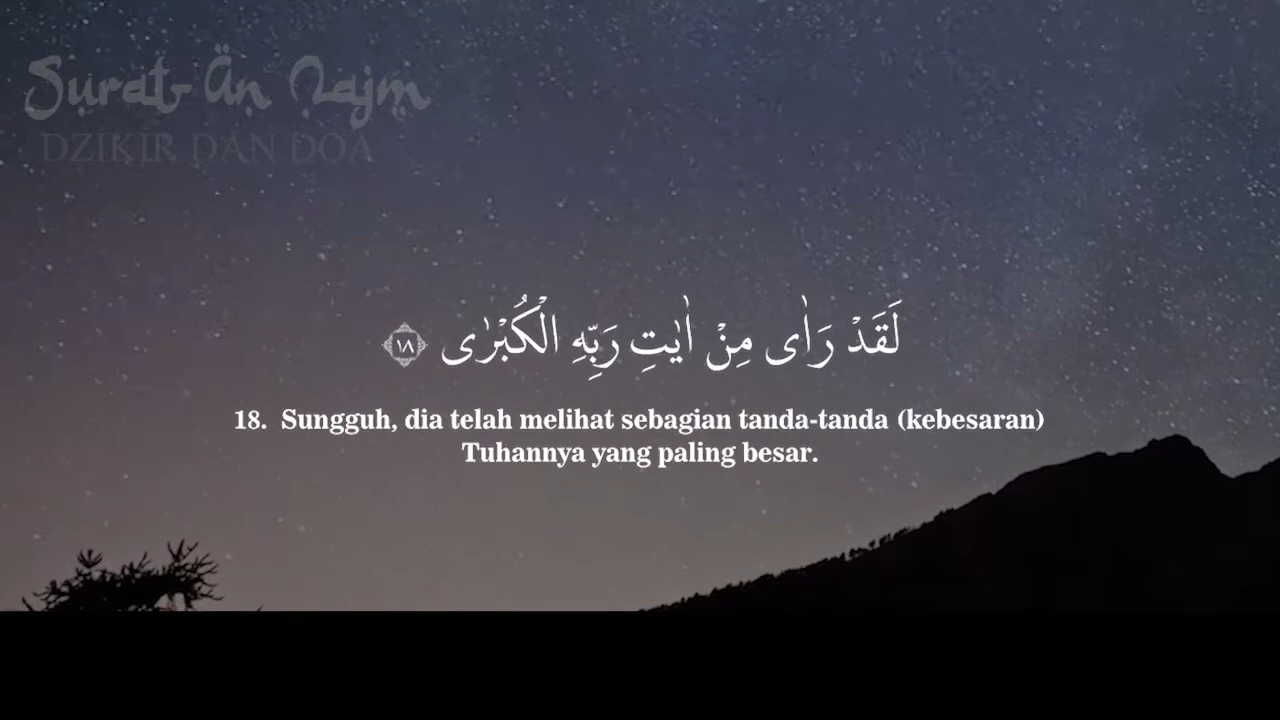 Surat An Najm
DZIKIR DAN DOA
لَقَدْ رَاٰى مِنْ اٰيٰتِ رَبِّهِ الْكُبْرٰى ١٨
18. Sungguh, dia telah melihat sebagian tanda-tanda (kebesaran)
Tuhannya yang paling besar.